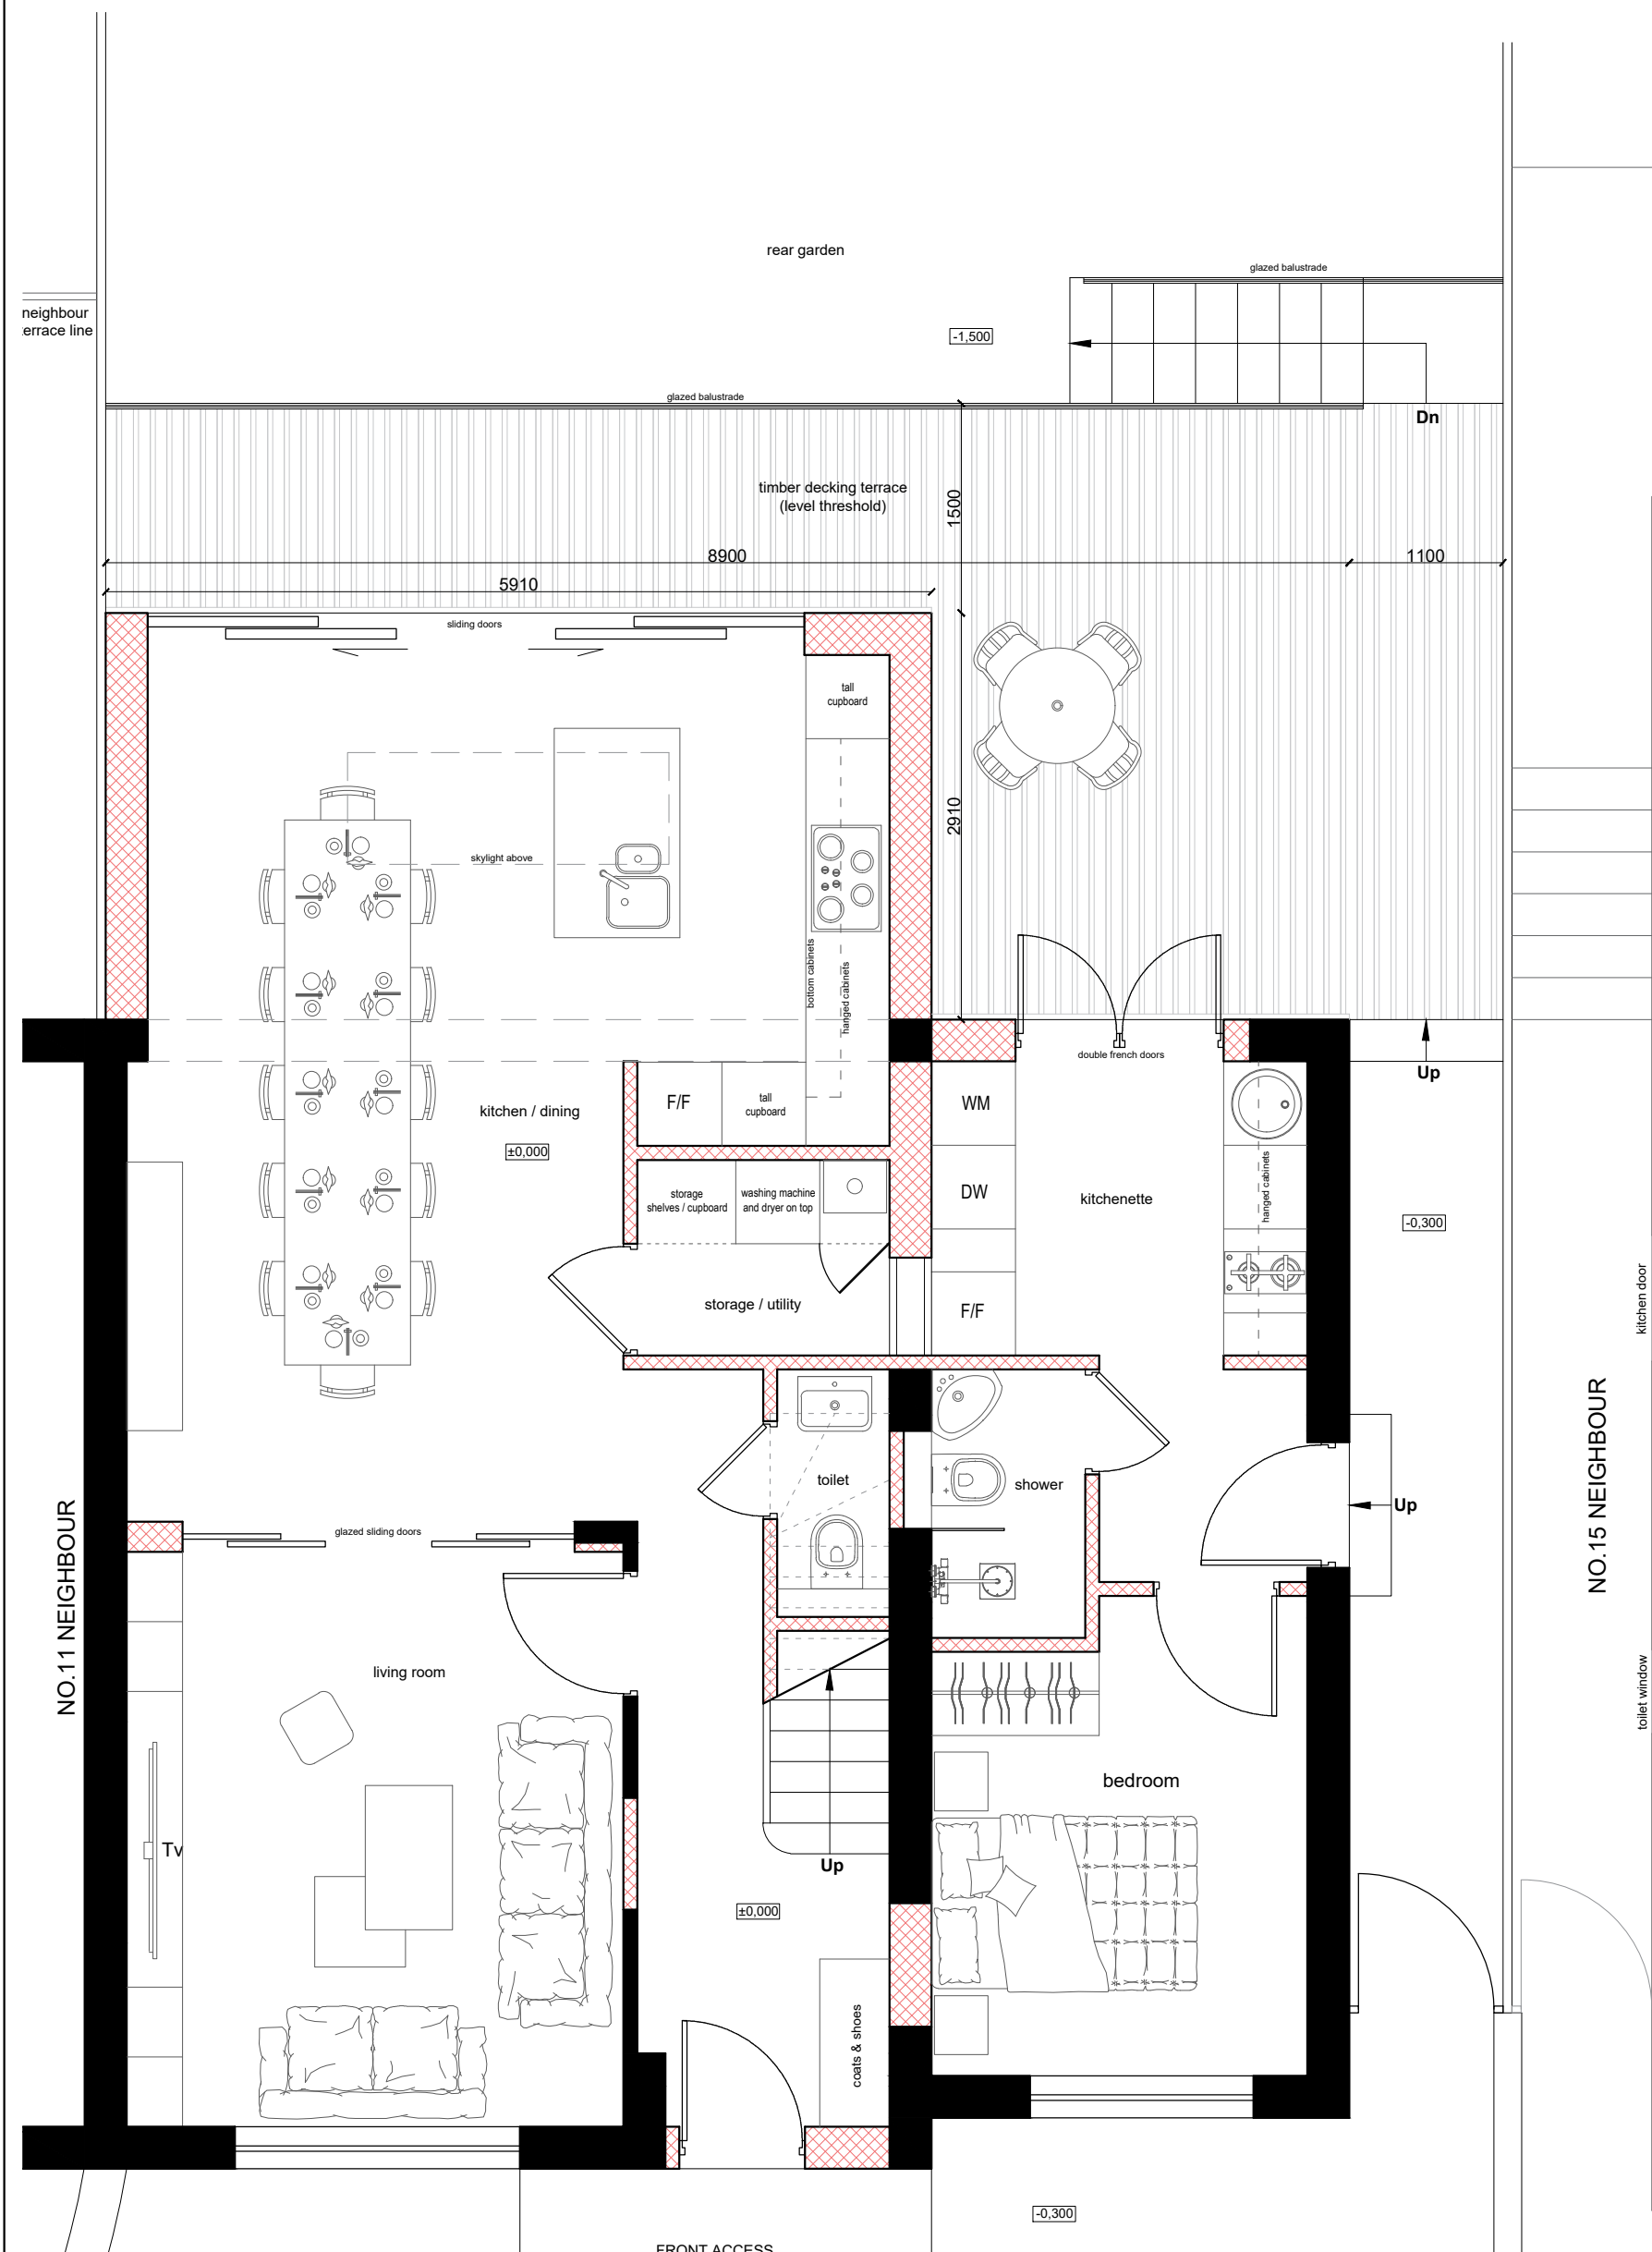 rear garden
glazed balustrade
neighbour
terrace line
-1,500
glazed balustrade
Dn
timber decking terrace
(level threshold)
1500
8900
1100
5910
sliding doors
tall
cupboard
2910
skylight above
bottom cabinets
hanged cabinets
double french doors
Up
F/F
tall
cupboard
WM
kitchen / dining
±0,000
storage
shelves / cupboard
washing machine
and dryer on top
DW
kitchenette
hanged cabinets
-0,300
storage / utility
F/F
kitchen door
toilet
shower
Up
NO.11 NEIGHBOUR
NO.15 NEIGHBOUR
glazed sliding doors
living room
toilet window
bedroom
Tv
Up
±0,000
coats & shoes
-0,300
FRONT ACCESS